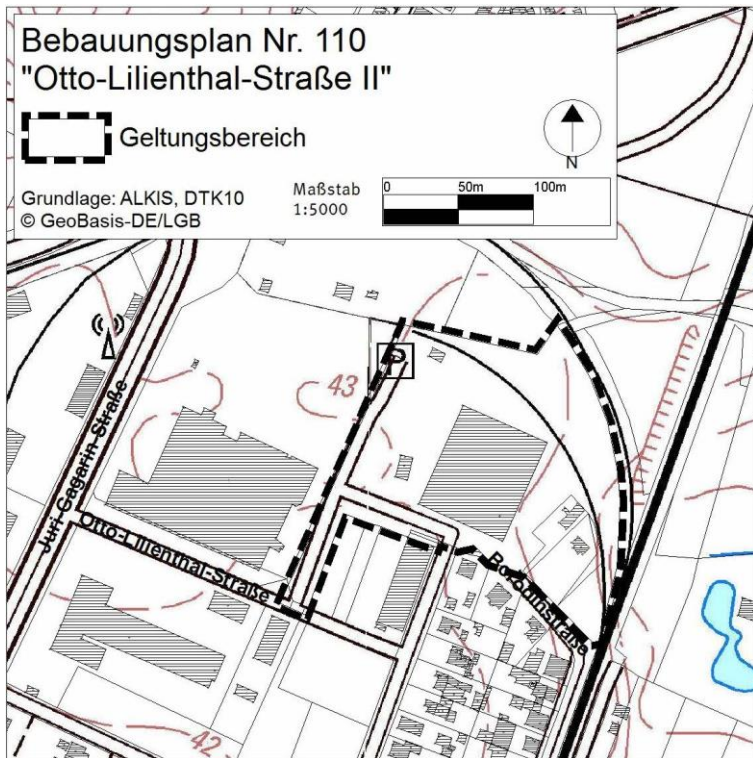 Bebauungsplan Nr. 110
"Otto-Lilienthal-Straße II"
Geltungsbereich
N
Grundlage: ALKIS, DTK10
© GeoBasis-DE/LGB
Maßstab
1:5000
0 50m 100m
P
43
Juri Gagarin Straße
Otto-Lilienthal-Straße
42